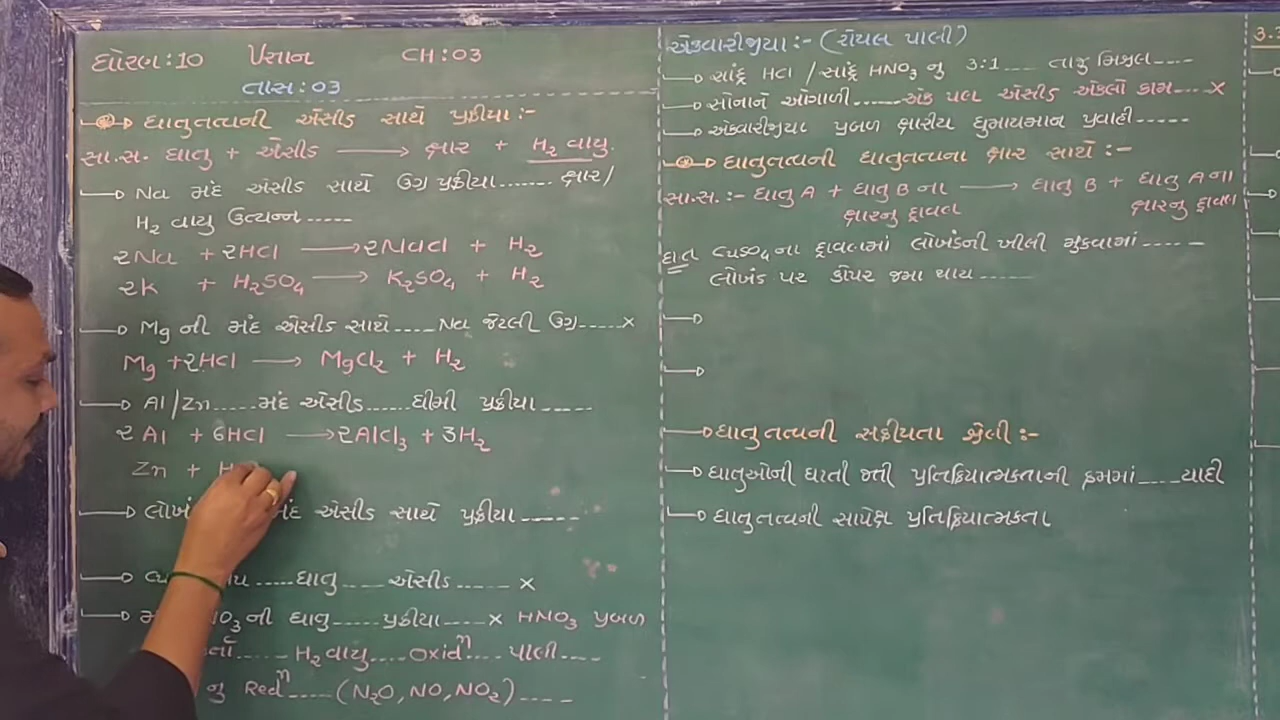 ધોરણ:10 વિજ્ઞાન CH:03
તાસ:03
ધાતુતત્વની એસીડ સાથે પ્રક્રીયા:-
સા.સ. ધાતુ + એસીડ ⟶ ક્ષાર + H₂ વાયુ.
Na મંદ એસીડ સાથે ઉગ્ર પ્રક્રીયા....... ક્ષાર/
H₂ વાયુ ઉત્પન્ન .....
2Na + 2HCl ⟶ 2NaCl + H₂
2K + H₂SO₄ ⟶ K₂SO₄ + H₂
Mg ની મંદ એસીડ સાથે.....Na જેટલી ઉગ્ર.....×
Mg + 2HCl ⟶ MgCl₂ + H₂
Al/Zn.....મંદ એસીડ......ધીમી પ્રક્રીયા.....
2Al + 6HCl ⟶ 2AlCl₃ + 3H₂
Zn + H
મંદ એસીડ સાથે પ્રક્રીયા......
.....ધાતુ.... એસીડ ..... ×
ની ધાતુ.....પ્રક્રીયા....× HNO₃ પ્રબળ
..... H₂ વાયુ....Oxidⁿ.... પાણી....
નુ Redⁿ.....(N₂O, NO, NO₂)....
એક્વારીજીયા:- (રોયલ પાણી)
સાંદ્ર HCl / સાંદ્ર HNO₃ નુ 3:1.... તાજુ મિશ્રણ....
સોનાને ઓગાળી.......એક પણ એસીડ એકલો કામ....×
એક્વારીજીયા પ્રબળ ક્ષારીય ધુમાયમાન પ્રવાહી.....
ધાતુતત્વની ધાતુતત્વના ક્ષાર સાથે:-
સા.સ.:- ધાતુ A + ધાતુ B ના ⟶ ધાતુ B + ધાતુ A ના
ક્ષારનુ દ્રાવણ ક્ષારનુ દ્રાવણ
દા.ત CuSO₄ ના દ્રાવણમાં લોખંડની ખીલી મુકવામાં.....
લોખંડ પર કોપર જમા થાય ......
ધાતુતત્વની સક્રીયતા શ્રેણી:-
ધાતુઓની ઘટતી જતી પ્રતિક્રિયાત્મકતાની ક્રમમાં....યાદી
ધાતુતત્વની સાપેક્ષ પ્રતિક્રિયાત્મકતા